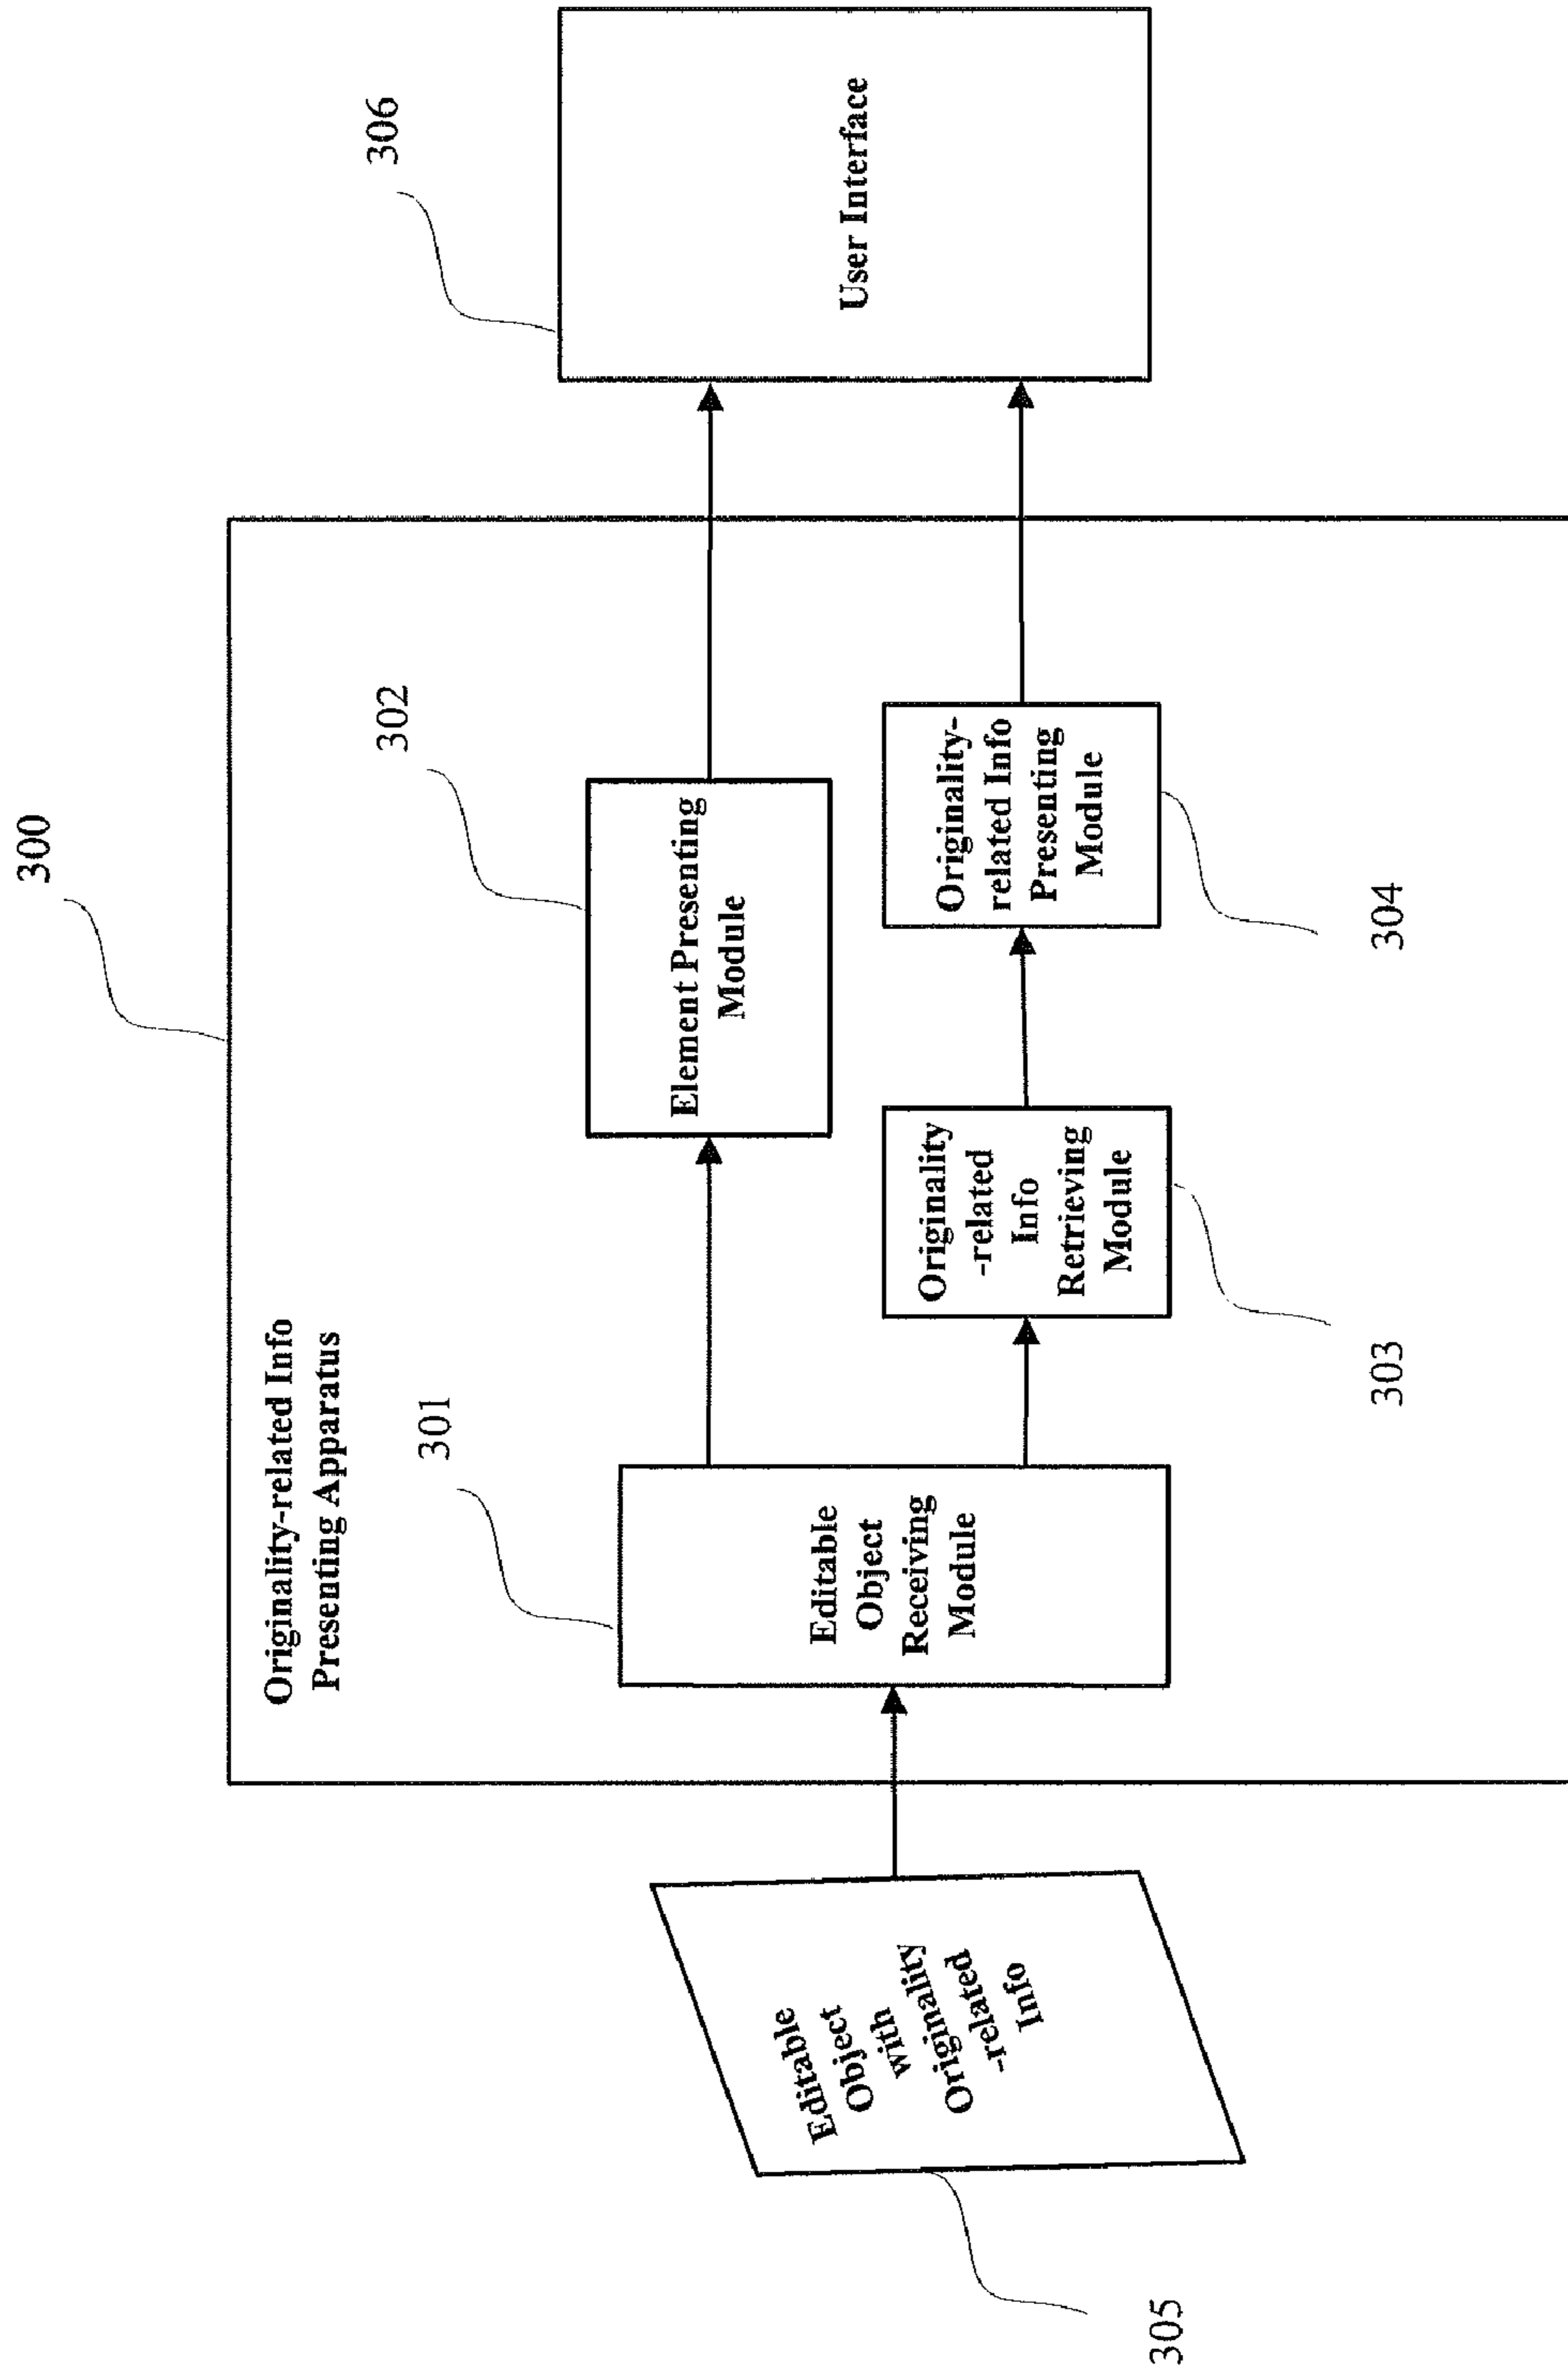 300
Originality-related Info
Presenting Apparatus
301
302
306
Editable
Object
with
Originality
-related
Info
305
Editable
Object
Receiving
Module
Element Presenting
Module
Originality
-related
Info
Retrieving
Module
303
Originality-
related Info
Presenting
Module
304
User Interface